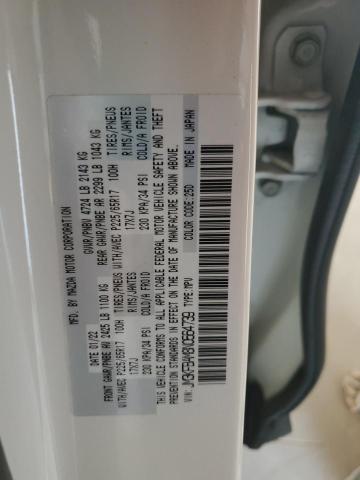 MFD. BY MAZDA MOTOR CORPORATION
DATE: 01/22
GVWR/PNBV 4724 LB 2143 KG
FRONT GAWR/PNBE AV 2425 LB 1100 KG
REAR GAWR/PNBE AR 2299 LB 1043 KG
WITH/AVEC P225/65R17 100H TIRES/PNEUS WITH/AVEC P225/65R17 100H TIRES/PNEUS
17X7J RIMS/JANTES 17X7J RIMS/JANTES
230 KPA/34 PSI COLD/A FROID 230 KPA/34 PSI COLD/A FROID
THIS VEHICLE CONFORMS TO ALL APPLICABLE FEDERAL MOTOR VEHICLE SAFETY AND THEFT
PREVENTION STANDARDS IN EFFECT ON THE DATE OF MANUFACTURE SHOWN ABOVE.
TYPE:MPV COLOR CODE:25D
MADE IN JAPAN